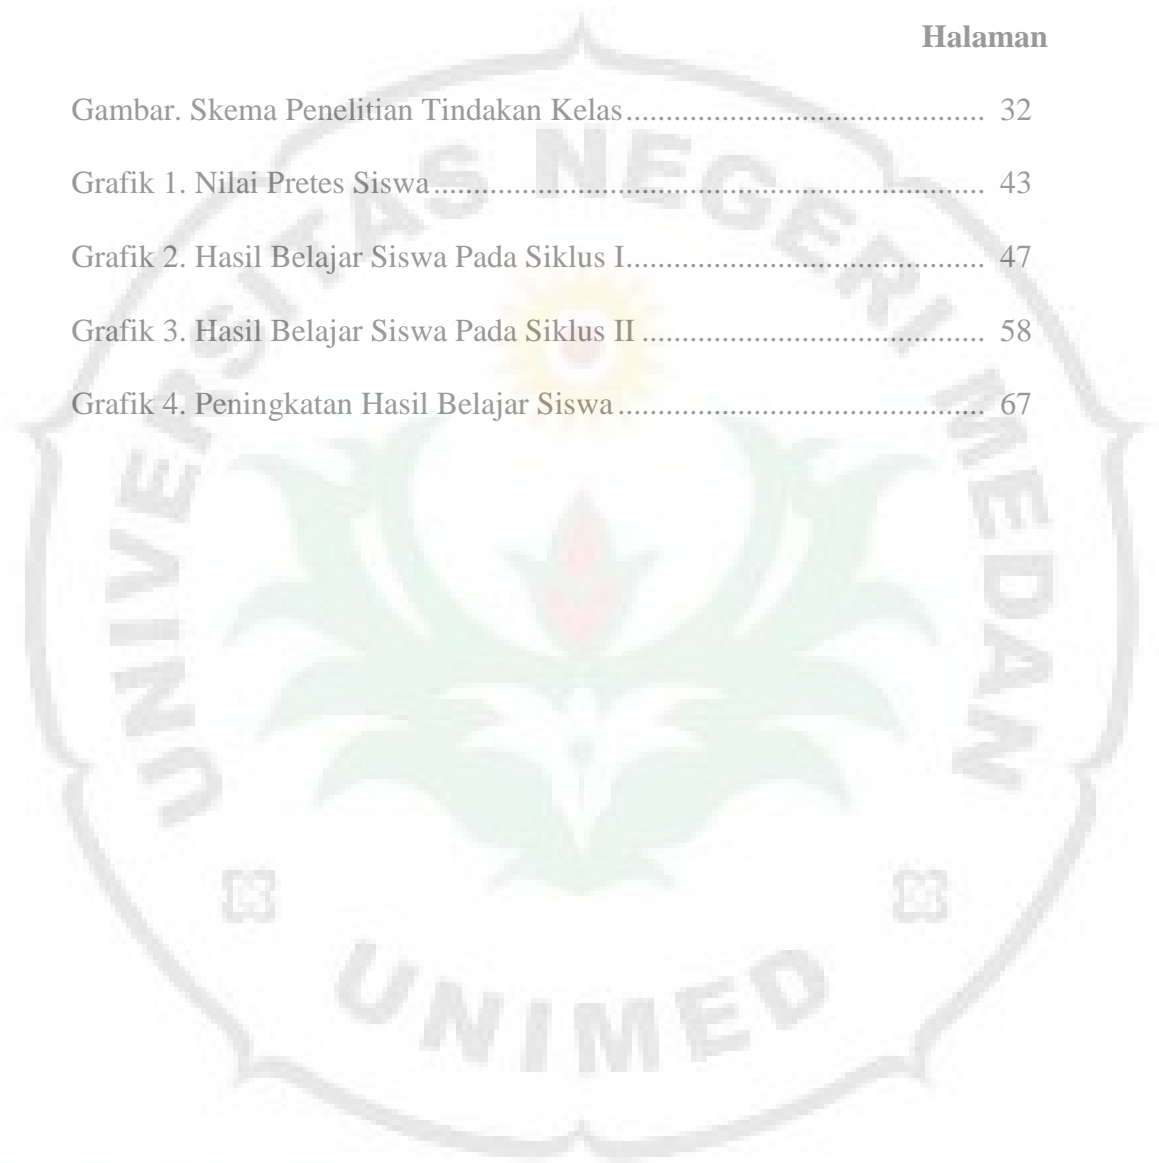 Halaman
Gambar. Skema Penelitian Tindakan Kelas ...................................... 32
Grafik 1. Nilai Pretes Siswa ........................................................... 43
Grafik 2. Hasil Belajar Siswa Pada Siklus I ...................................... 47
Grafik 3. Hasil Belajar Siswa Pada Siklus II .................................... 58
Grafik 4. Peningkatan Hasil Belajar Siswa ....................................... 67
UNIVERSITAS NEGERI MEDAN
UNIMED